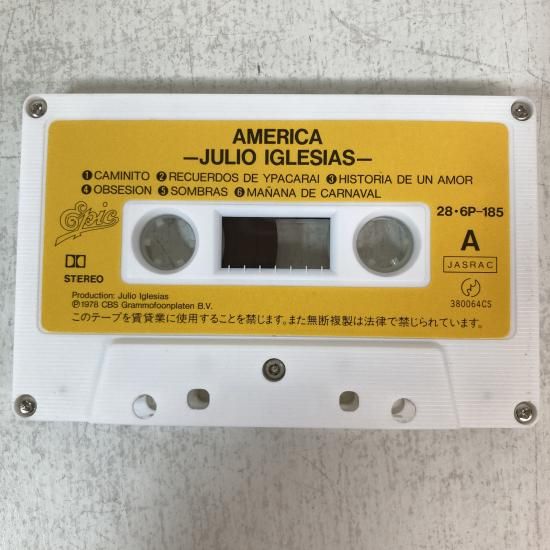 AMERICA
—JULIO IGLESIAS—
❶CAMINITO ❷RECUERDOS DE YPACARAI ❸HISTORIA DE UN AMOR
❹OBSESION ❺SOMBRAS ❻MAÑANA DE CARNAVAL
Epic
28・6P-185
A
STEREO
JASRAC
380064CS
Production: Julio Iglesias
Ⓟ1978 CBS Grammofoonplaten B.V.
このテープを賃貸業に使用することを禁じます。また無断複製は法律で禁じられています。